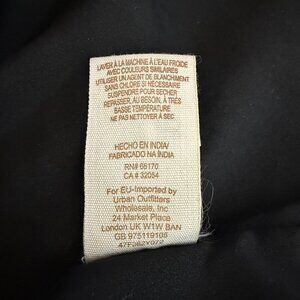 LAVER À LA MACHINE À L'EAU FROIDE
AVEC COULEURS SIMILAIRES
UTILISER UN AGENT DE BLANCHIMENT
SANS CHLORE SI NÉCESSAIRE
SUSPENDRE POUR SÉCHER
REPASSER, AU BESOIN, À TRÈS
BASSE TEMPÉRATURE
NE PAS NETTOYER À SEC
HECHO EN INDIA/
FABRICADO NA ÍNDIA
RN# 66170
CA # 32054
For EU-Imported by
Urban Outfitters
Wholesale, Inc
24 Market Place
London UK W1W 8AN
GB 975119105
47F362Y072